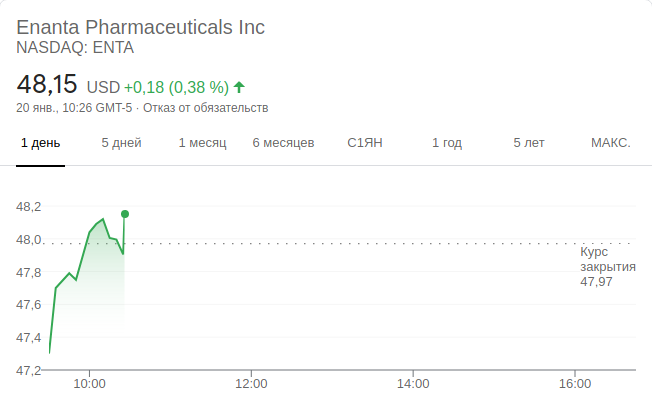 Enanta Pharmaceuticals Inc
NASDAQ: ENTA
48,15 USD +0,18 (0,38 %)
20 янв., 10:26 GMT-5 · Отказ от обязательств
1 день 5 дней 1 месяц 6 месяцев С1ЯН 1 год 5 лет МАКС.
48,2
48,0
Курс
закрытия
47,97
47,8
47,6
47,4
47,2
10:00 12:00 14:00 16:00